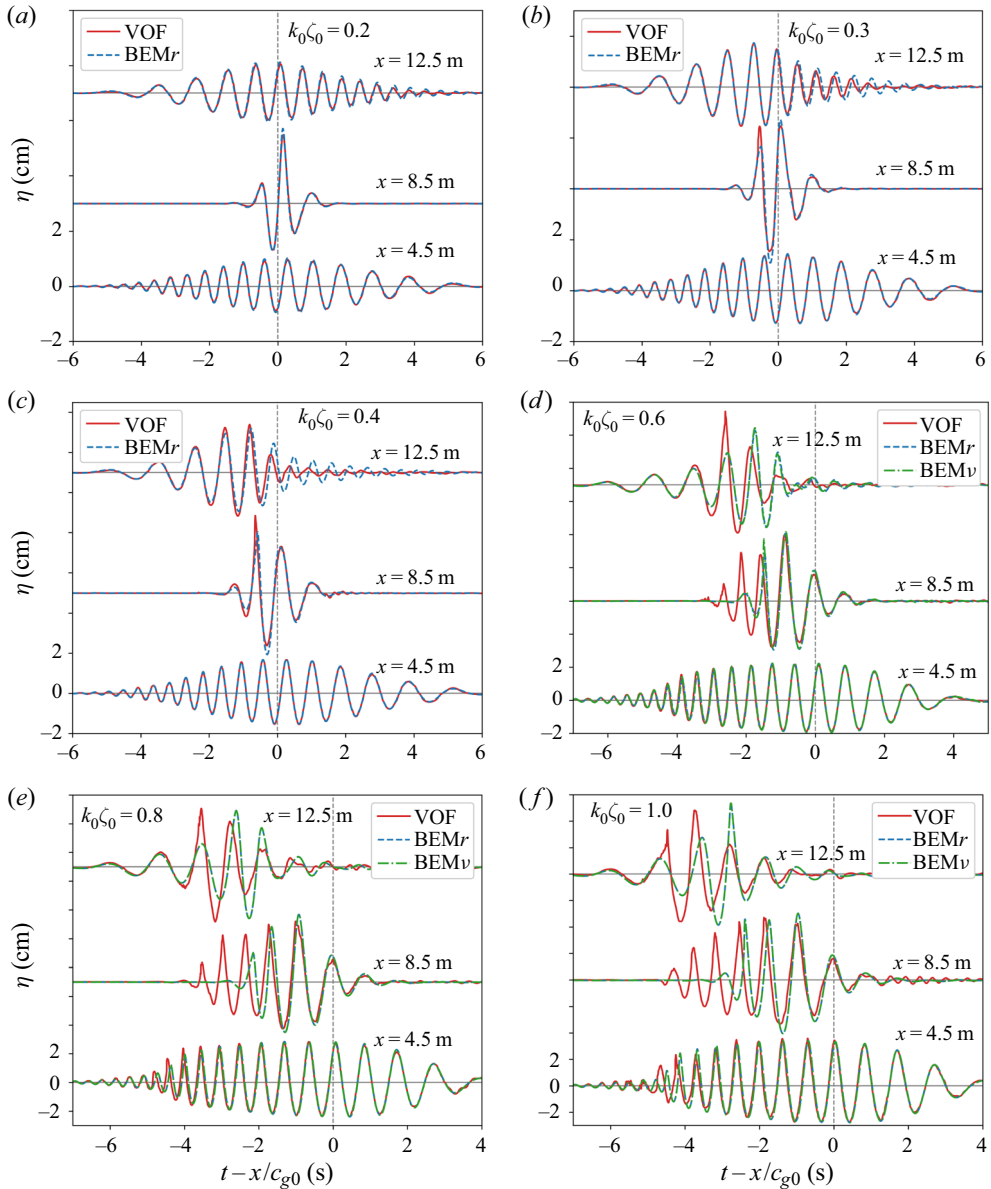 (a)
VOF
BEMr
k₀ζ₀ = 0.2
x = 12.5 m
x = 8.5 m
x = 4.5 m
η (cm)
2
0
–2
–6 –4 –2 0 2 4 6
(b)
VOF
BEMr
k₀ζ₀ = 0.3
x = 12.5 m
x = 8.5 m
x = 4.5 m
2
0
–2
–6 –4 –2 0 2 4 6
(c)
VOF
BEMr
k₀ζ₀ = 0.4
x = 12.5 m
x = 8.5 m
x = 4.5 m
η (cm)
2
0
–2
–6 –4 –2 0 2 4 6
(d)
k₀ζ₀ = 0.6
VOF
BEMr
BEMν
x = 12.5 m
x = 8.5 m
x = 4.5 m
2
0
–2
–6 –4 –2 0 2 4
(e)
k₀ζ₀ = 0.8
x = 12.5 m
VOF
BEMr
BEMν
x = 8.5 m
x = 4.5 m
η (cm)
2
0
–2
–6 –4 –2 0 2 4
t – x/c_g0 (s)
(f)
k₀ζ₀ = 1.0
VOF
BEMr
BEMν
x = 12.5 m
x = 8.5 m
x = 4.5 m
2
0
–2
–6 –4 –2 0 2 4
t – x/c_g0 (s)